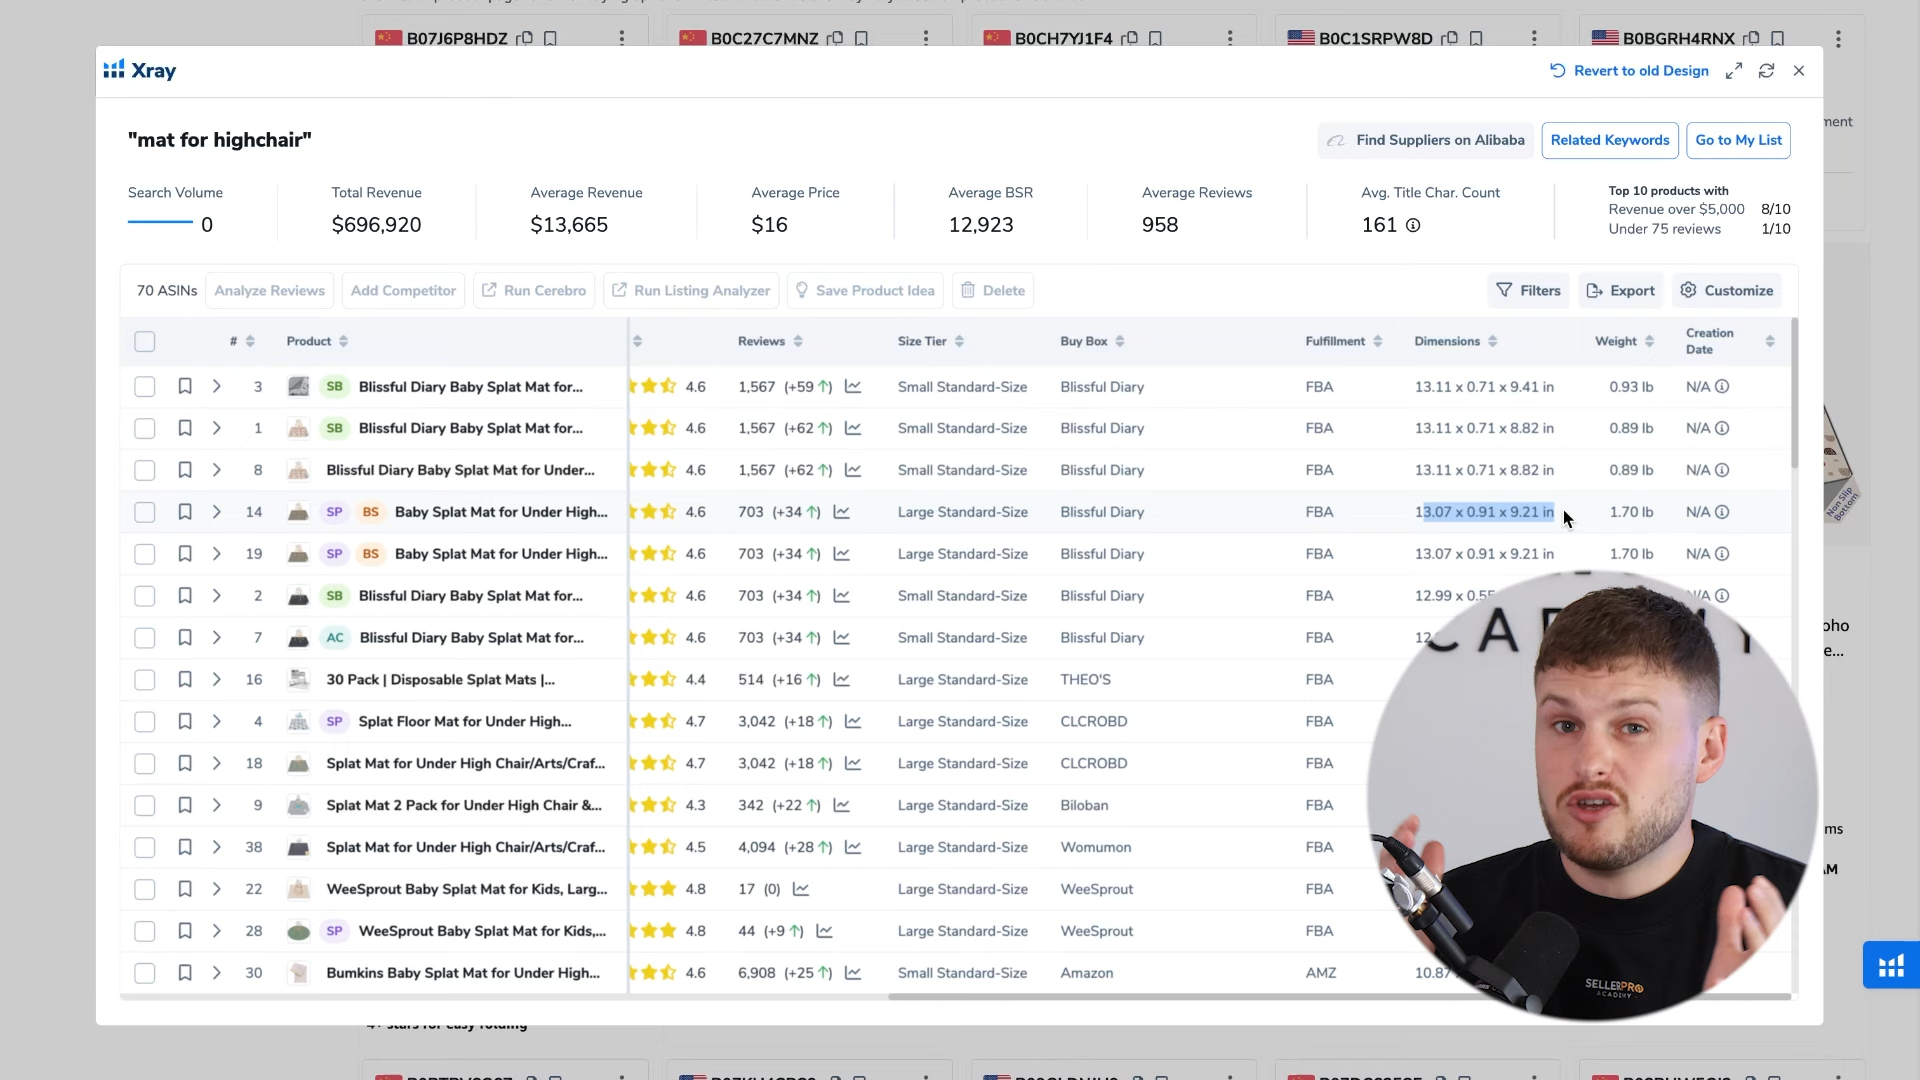 B07J6P8HDZ
B0C27C7MNZ
B0CH7YJ1F4
B0C1SRPW8D
B0BGRH4RNX
Xray
Revert to old Design
"mat for highchair"
Find Suppliers on Alibaba
Related Keywords
Go to My List
Search Volume
0
Total Revenue
$696,920
Average Revenue
$13,665
Average Price
$16
Average BSR
12,923
Average Reviews
958
Avg. Title Char. Count
161
Top 10 products with
Revenue over $5,000 8/10
Under 75 reviews 1/10
70 ASINs Analyze Reviews Add Competitor Run Cerebro Run Listing Analyzer Save Product Idea Delete Filters Export Customize
# Product Reviews Size Tier Buy Box Fulfillment Dimensions Weight Creation Date
3 SB Blissful Diary Baby Splat Mat for... 4.6 1,567 (+59 ↑) Small Standard-Size Blissful Diary FBA 13.11 x 0.71 x 9.41 in 0.93 lb N/A
1 SB Blissful Diary Baby Splat Mat for... 4.6 1,567 (+62 ↑) Small Standard-Size Blissful Diary FBA 13.11 x 0.71 x 8.82 in 0.89 lb N/A
8 Blissful Diary Baby Splat Mat for Under... 4.6 1,567 (+62 ↑) Small Standard-Size Blissful Diary FBA 13.11 x 0.71 x 8.82 in 0.89 lb N/A
14 SP BS Baby Splat Mat for Under High... 4.6 703 (+34 ↑) Large Standard-Size Blissful Diary FBA 13.07 x 0.91 x 9.21 in 1.70 lb N/A
19 SP BS Baby Splat Mat for Under High... 4.6 703 (+34 ↑) Large Standard-Size Blissful Diary FBA 13.07 x 0.91 x 9.21 in 1.70 lb N/A
2 SB Blissful Diary Baby Splat Mat for... 4.6 703 (+34 ↑) Small Standard-Size Blissful Diary FBA 12.99 x 0.55
7 AC Blissful Diary Baby Splat Mat for... 4.6 703 (+34 ↑) Small Standard-Size Blissful Diary FBA 12.
16 30 Pack | Disposable Splat Mats |... 4.4 514 (+16 ↑) Large Standard-Size THEO'S FBA
4 SP Splat Floor Mat for Under High... 4.7 3,042 (+18 ↑) Large Standard-Size CLCROBD FBA
18 Splat Mat for Under High Chair/Arts/Craf... 4.7 3,042 (+18 ↑) Large Standard-Size CLCROBD FBA
9 Splat Mat 2 Pack for Under High Chair &... 4.3 342 (+22 ↑) Large Standard-Size Biloban FBA
38 Splat Mat for Under High Chair/Arts/Craf... 4.5 4,094 (+28 ↑) Large Standard-Size Womumon FBA
22 WeeSprout Baby Splat Mat for Kids, Larg... 4.8 17 (0) Large Standard-Size WeeSprout FBA
28 SP WeeSprout Baby Splat Mat for Kids,... 4.8 44 (+9 ↑) Large Standard-Size WeeSprout FBA
30 Bumkins Baby Splat Mat for Under High... 4.6 6,908 (+25 ↑) Small Standard-Size Amazon AMZ 10.87
Non Slip
Bottom
SELLERPRO
ACADEMY
4+ stars for easy folding